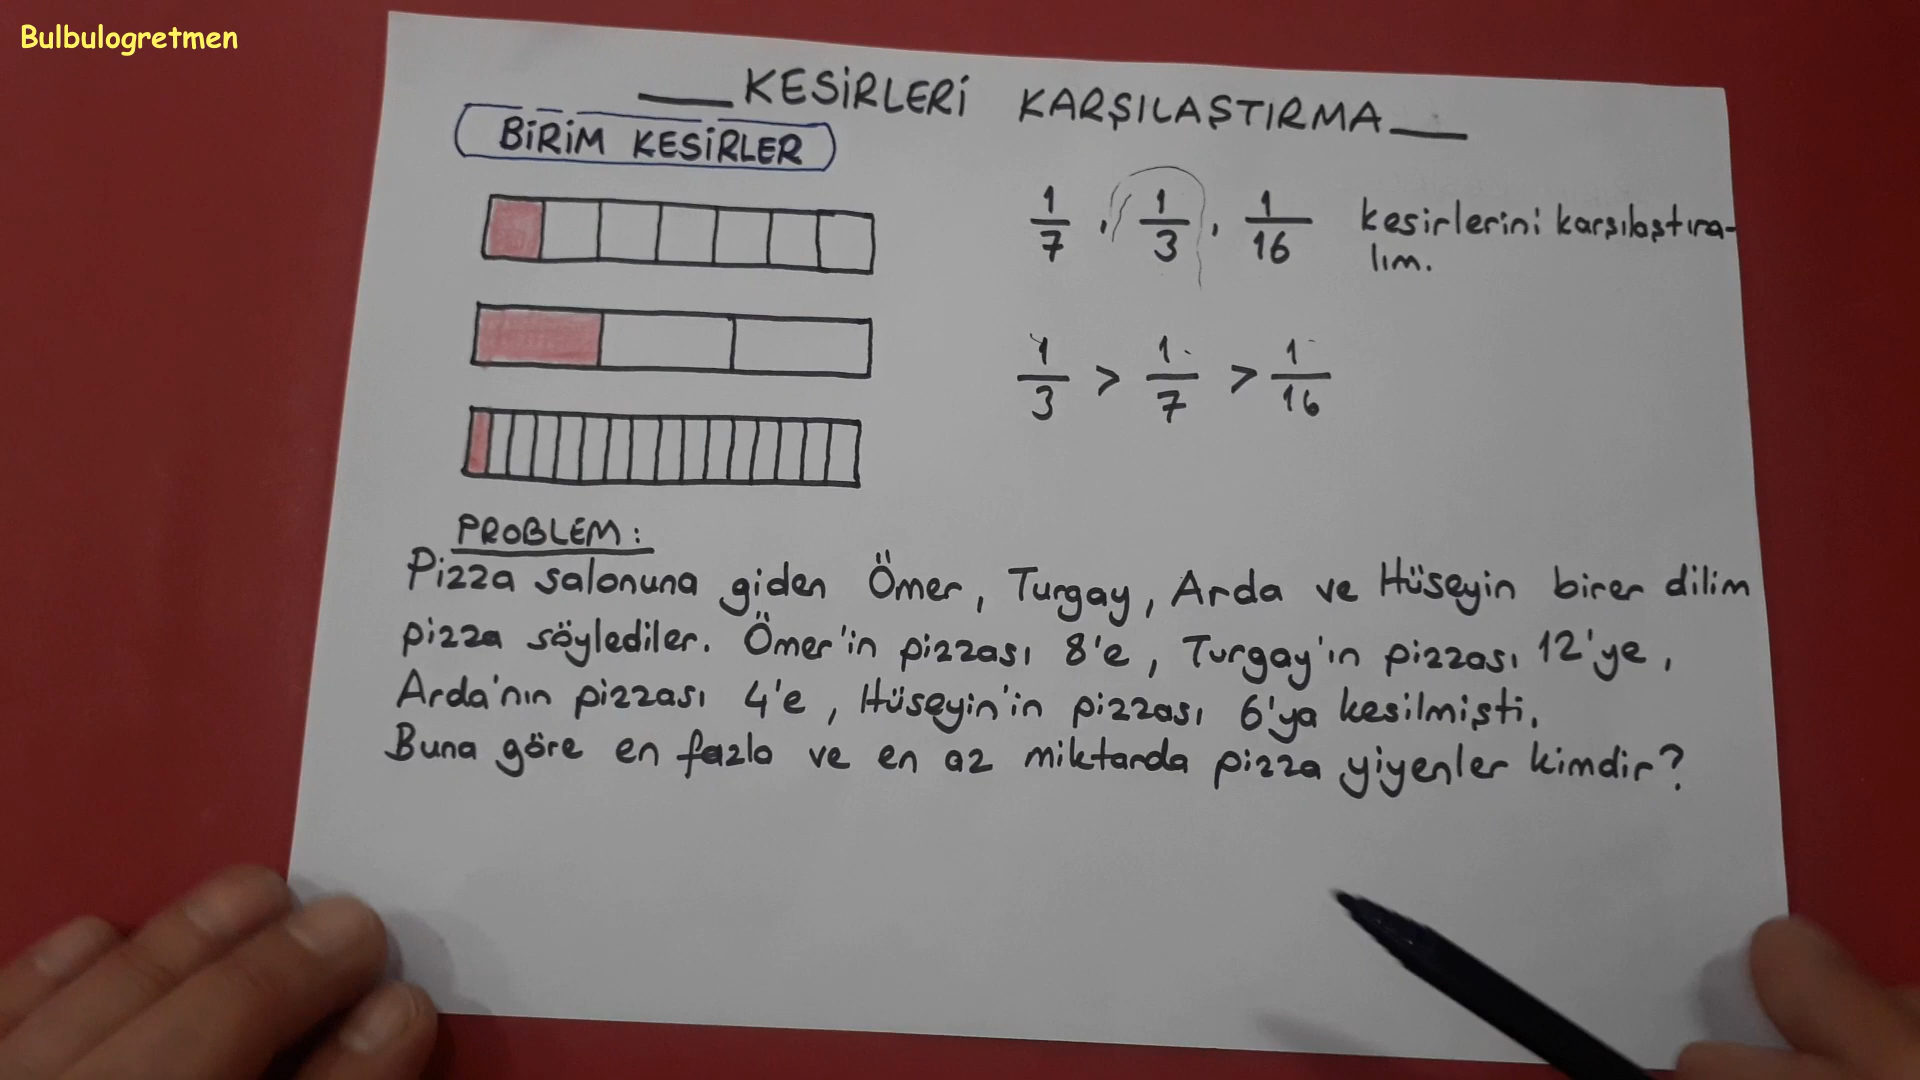 Bulbulogretmen
KESİRLERİ KARŞILAŞTIRMA
BİRİM KESİRLER
1/7, 1/3, 1/16 kesirlerini karşılaştıra-
lım.
1/3 > 1/7 > 1/16
PROBLEM:
Pizza salonuna giden Ömer, Turgay, Arda ve Hüseyin birer dilim
pizza söylediler. Ömer'in pizzası 8'e, Turgay'ın pizzası 12'ye,
Arda'nın pizzası 4'e, Hüseyin'in pizzası 6'ya kesilmişti.
Buna göre en fazla ve en az miktarda pizza yiyenler kimdir?